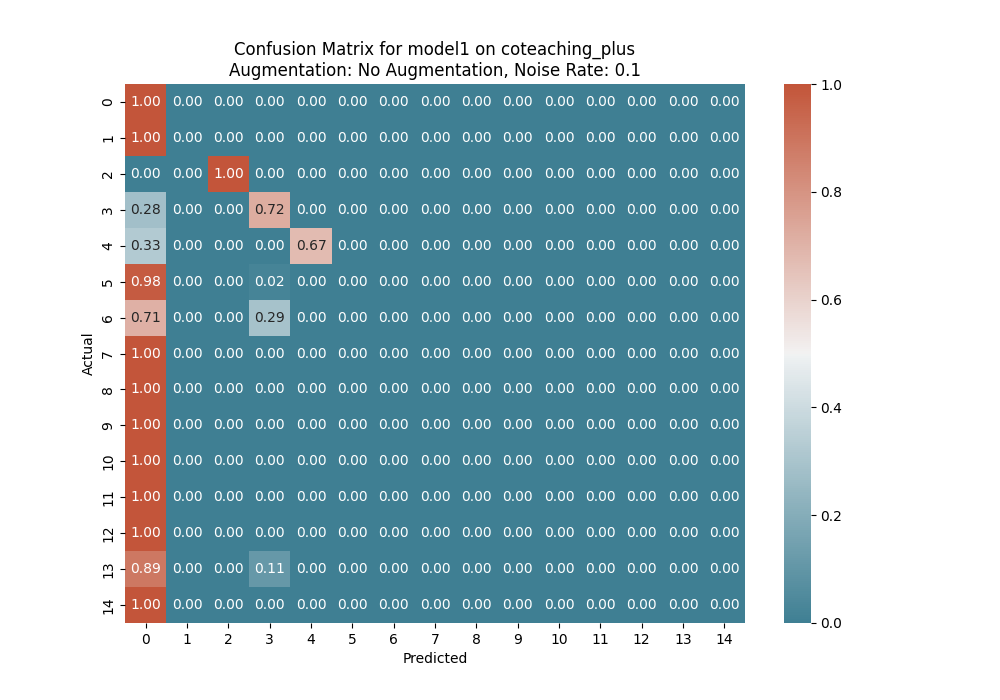 Confusion Matrix for model1 on coteaching_plus
Augmentation: No Augmentation, Noise Rate: 0.1
0 1.00 0.00 0.00 0.00 0.00 0.00 0.00 0.00 0.00 0.00 0.00 0.00 0.00 0.00 0.00
1 1.00 0.00 0.00 0.00 0.00 0.00 0.00 0.00 0.00 0.00 0.00 0.00 0.00 0.00 0.00
2 0.00 0.00 1.00 0.00 0.00 0.00 0.00 0.00 0.00 0.00 0.00 0.00 0.00 0.00 0.00
3 0.28 0.00 0.00 0.72 0.00 0.00 0.00 0.00 0.00 0.00 0.00 0.00 0.00 0.00 0.00
4 0.33 0.00 0.00 0.00 0.67 0.00 0.00 0.00 0.00 0.00 0.00 0.00 0.00 0.00 0.00
5 0.98 0.00 0.00 0.02 0.00 0.00 0.00 0.00 0.00 0.00 0.00 0.00 0.00 0.00 0.00
6 0.71 0.00 0.00 0.29 0.00 0.00 0.00 0.00 0.00 0.00 0.00 0.00 0.00 0.00 0.00
7 1.00 0.00 0.00 0.00 0.00 0.00 0.00 0.00 0.00 0.00 0.00 0.00 0.00 0.00 0.00
8 1.00 0.00 0.00 0.00 0.00 0.00 0.00 0.00 0.00 0.00 0.00 0.00 0.00 0.00 0.00
9 1.00 0.00 0.00 0.00 0.00 0.00 0.00 0.00 0.00 0.00 0.00 0.00 0.00 0.00 0.00
10 1.00 0.00 0.00 0.00 0.00 0.00 0.00 0.00 0.00 0.00 0.00 0.00 0.00 0.00 0.00
11 1.00 0.00 0.00 0.00 0.00 0.00 0.00 0.00 0.00 0.00 0.00 0.00 0.00 0.00 0.00
12 1.00 0.00 0.00 0.00 0.00 0.00 0.00 0.00 0.00 0.00 0.00 0.00 0.00 0.00 0.00
13 0.89 0.00 0.00 0.11 0.00 0.00 0.00 0.00 0.00 0.00 0.00 0.00 0.00 0.00 0.00
14 1.00 0.00 0.00 0.00 0.00 0.00 0.00 0.00 0.00 0.00 0.00 0.00 0.00 0.00 0.00
0 1 2 3 4 5 6 7 8 9 10 11 12 13 14
Predicted
Actual
1.0
0.8
0.6
0.4
0.2
0.0